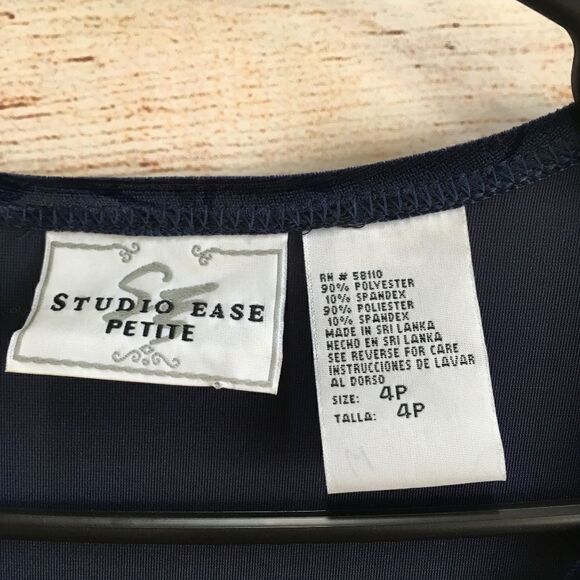 STUDIO EASE
PETITE
RN # 58110
90% POLYESTER
10% SPANDEX
90% POLIESTER
10% SPANDEX
MADE IN SRI LANKA
HECHO EN SRI LANKA
SEE REVERSE FOR CARE
INSTRUCCIONES DE LAVAR
AL DORSO
SIZE: 4P
TALLA: 4P